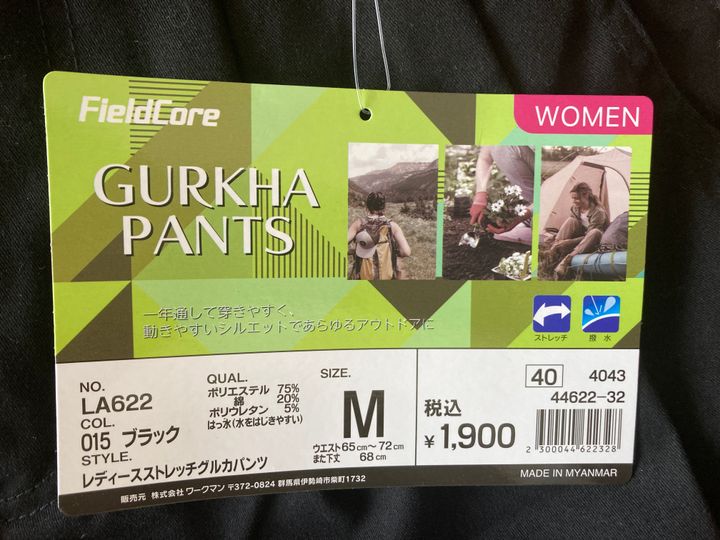 FieldCore
WOMEN
GURKHA
PANTS
一年通して穿きやすく、
動きやすいシルエットであらゆるアウトドアに
ストレッチ
撥水
NO.
LA622
COL.
015 ブラック
STYLE.
レディースストレッチグルカパンツ
QUAL.
ポリエステル 75%
綿 20%
ポリウレタン 5%
はっ水(水をはじきやすい)
SIZE.
M
ウエスト65cm〜72cm
また下丈 68cm
税込
¥1,900
40 4043
44622-32
2 300044 622328
MADE IN MYANMAR
販売元 株式会社 ワークマン 〒372-0824 群馬県伊勢崎市柴町1732